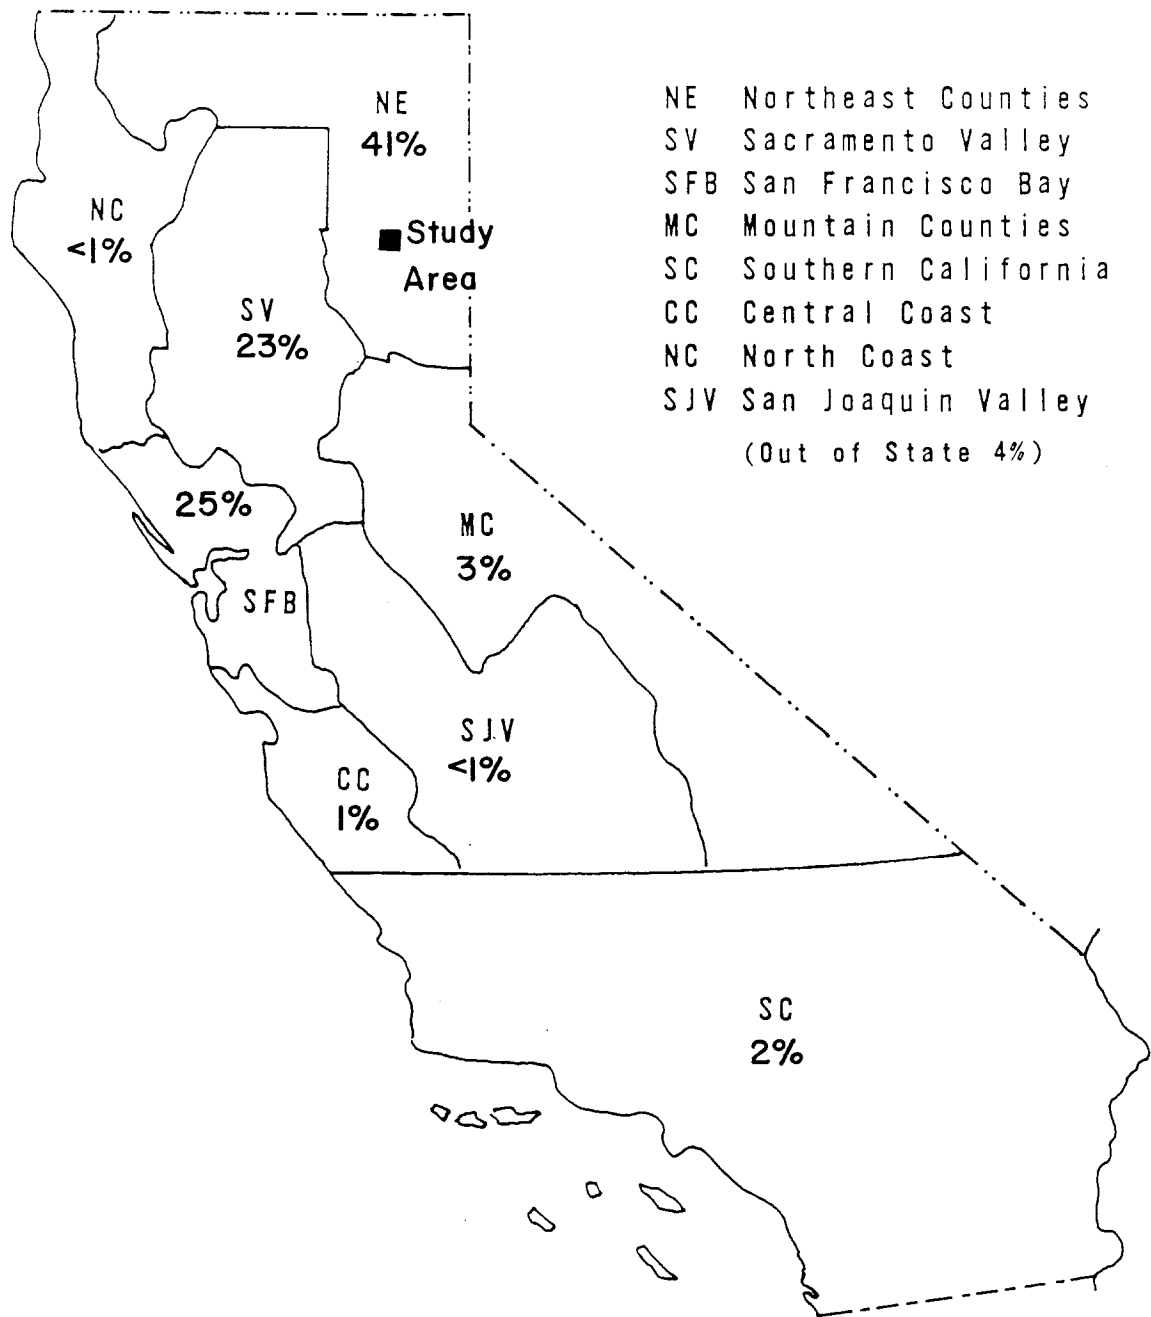 NE Northeast Counties
SV Sacramento Valley
SFB San Francisco Bay
MC Mountain Counties
SC Southern California
CC Central Coast
NC North Coast
SJV San Joaquin Valley
(Out of State 4%)
NE
41%
NC
<1%
Study
Area
SV
23%
25%
SFB
MC
3%
SJV
<1%
CC
1%
SC
2%